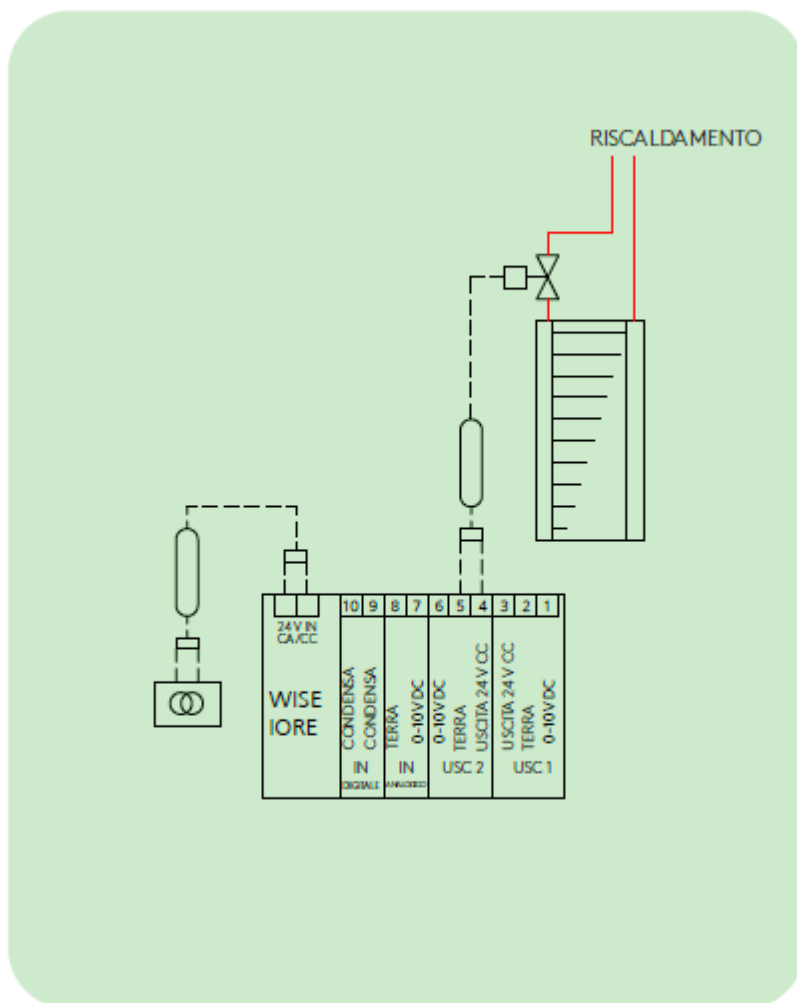 RISCALDAMENTO
10 9 8 7 6 5 4 3 2 1
24 V IN
CA/CC
WISE
IORE
CONDENSA
CONDENSA
TERRA
0-10V DC
0-10V DC
TERRA
USCITA 24 V CC
USCITA 24 V CC
TERRA
0-10V DC
IN
DIGITALE
IN
ANALOGICO
USC 2
USC 1